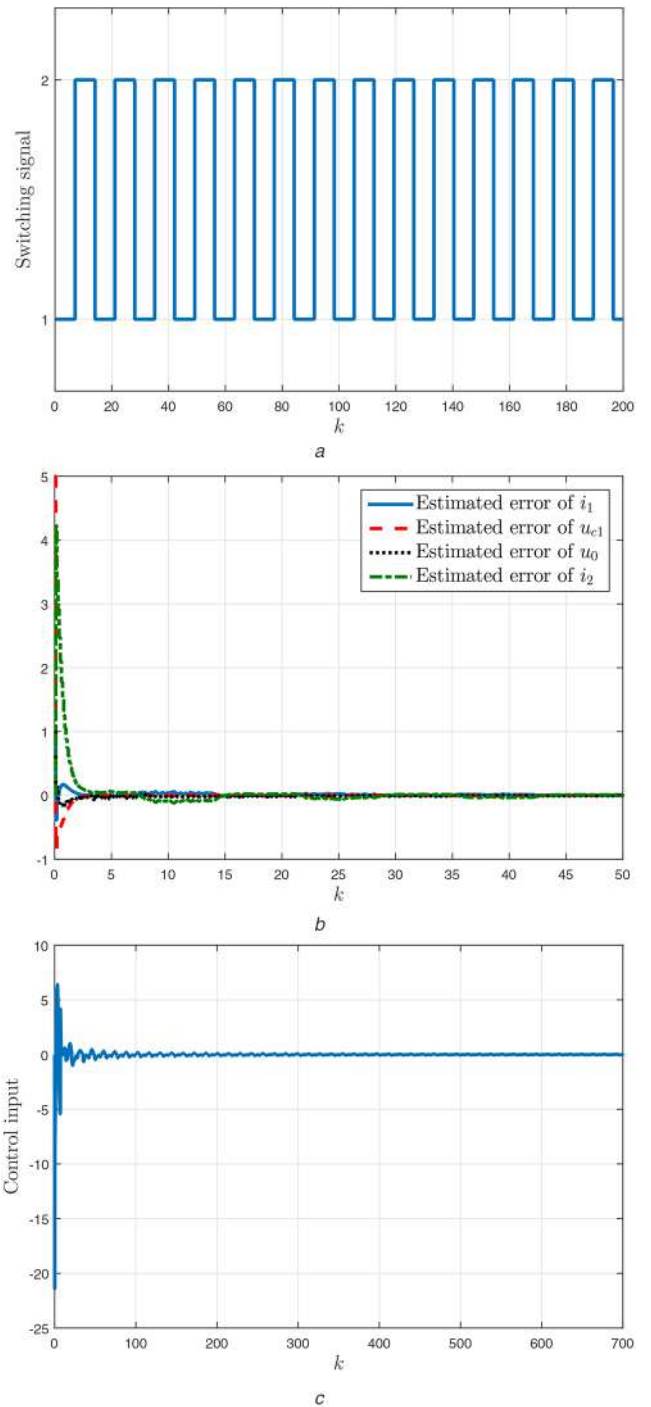 2
Switching signal
1
0 20 40 60 80 100 120 140 160 180 200
k
a
5
4
3
2
1
0
-1
Estimated error of i₁
Estimated error of u_{c1}
Estimated error of u₀
Estimated error of i₂
0 5 10 15 20 25 30 35 40 45 50
k
b
10
5
0
-5
-10
-15
-20
-25
Control input
0 100 200 300 400 500 600 700
k
c